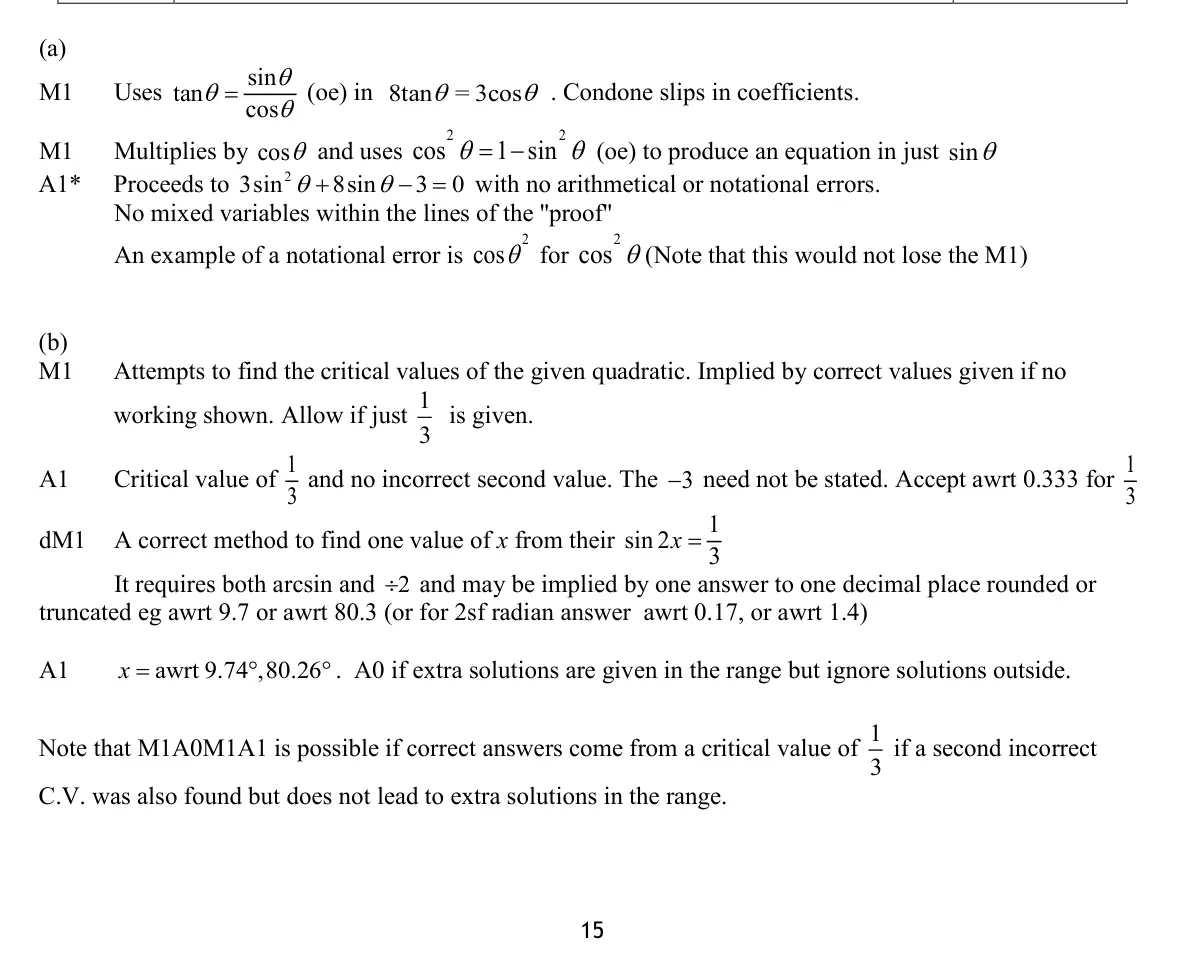 (a)
M1 Uses tanθ = sinθ/cosθ (oe) in 8tanθ = 3cosθ . Condone slips in coefficients.
M1 Multiplies by cosθ and uses cos² θ = 1 – sin² θ (oe) to produce an equation in just sin θ
A1* Proceeds to 3sin² θ + 8sin θ – 3 = 0 with no arithmetical or notational errors.
No mixed variables within the lines of the "proof"
An example of a notational error is cosθ² for cos² θ (Note that this would not lose the M1)
(b)
M1 Attempts to find the critical values of the given quadratic. Implied by correct values given if no
working shown. Allow if just 1/3 is given.
A1 Critical value of 1/3 and no incorrect second value. The –3 need not be stated. Accept awrt 0.333 for 1/3
dM1 A correct method to find one value of x from their sin 2x = 1/3
It requires both arcsin and ÷2 and may be implied by one answer to one decimal place rounded or
truncated eg awrt 9.7 or awrt 80.3 (or for 2sf radian answer awrt 0.17, or awrt 1.4)
A1 x = awrt 9.74°,80.26° . A0 if extra solutions are given in the range but ignore solutions outside.
Note that M1A0M1A1 is possible if correct answers come from a critical value of 1/3 if a second incorrect
C.V. was also found but does not lead to extra solutions in the range.
15